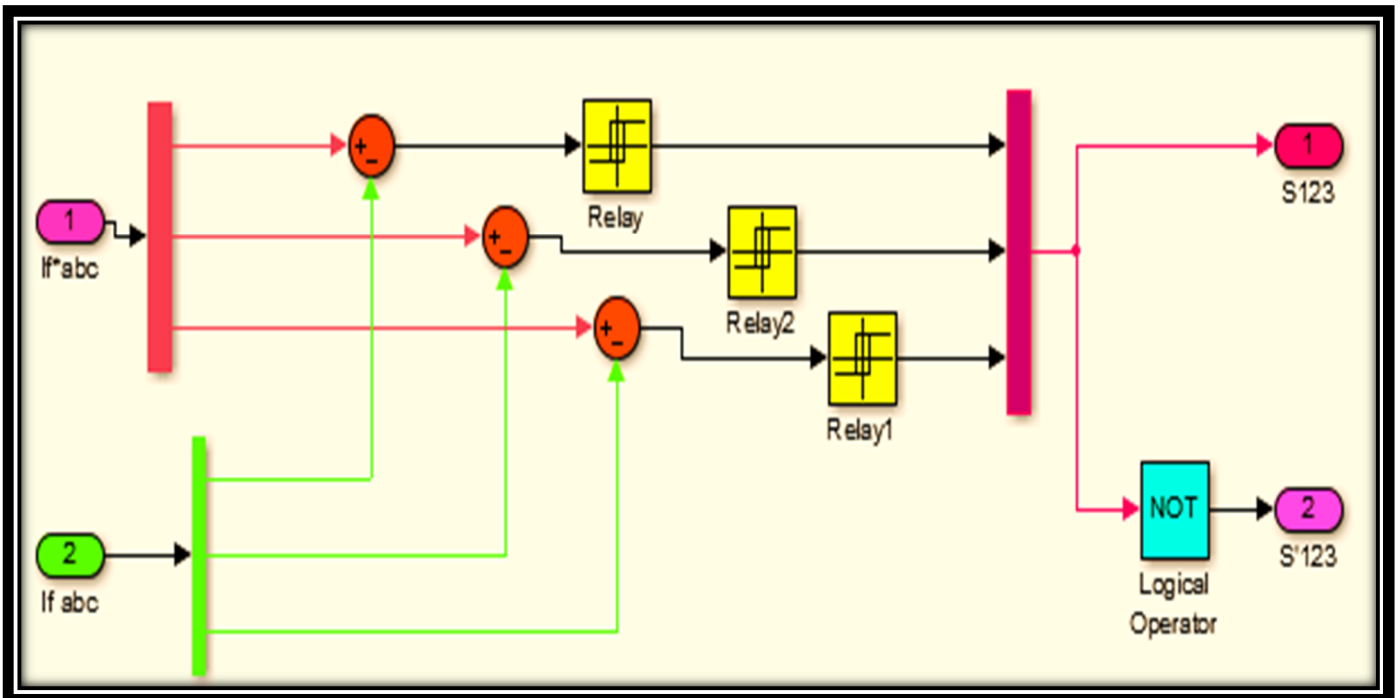 1
If*abc
2
If abc
+
−
+
−
+
−
Relay
Relay2
Relay1
NOT
Logical
Operator
1
S123
2
S'123